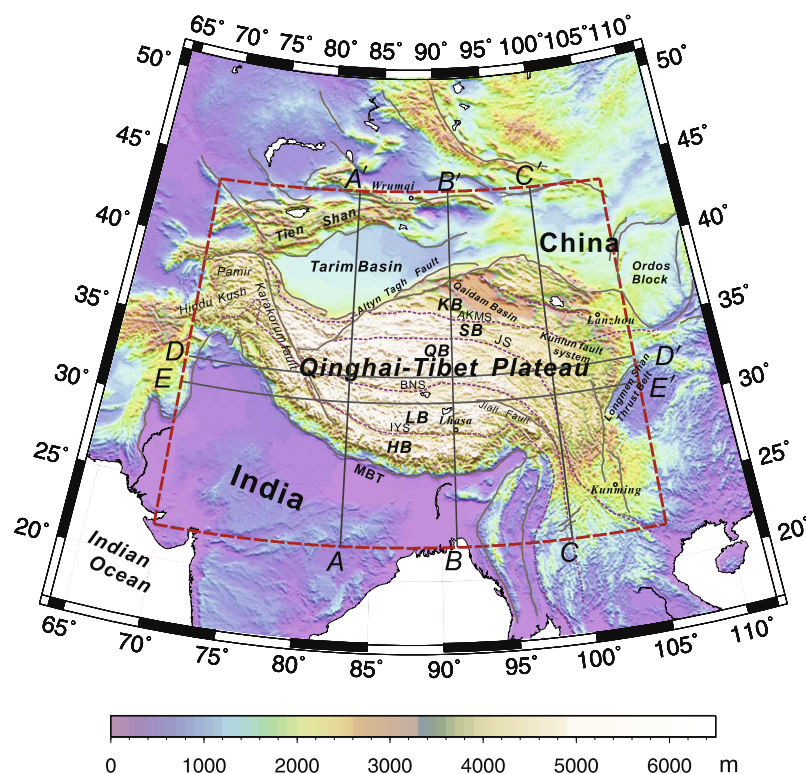 65° 70° 75° 80° 85° 90° 95° 100° 105° 110°
50° 50°
45° 45°
40° 40°
35° 35°
30° 30°
25° 25°
20° 20°
A′ B′ C′
Wrumqi
Tien Shan
China
Tarim Basin
Ordos
Block
Pamir
Altyn Tagh Fault
Qaidam Basin
Hindu Kush
Karakorum fault
KB
AKMS
Lanzhou
SB
JS
Kunlun fault
system
D D′
QB
Qinghai-Tibet Plateau
E E′
BNS
Longmen Shan
Thrust Belt
LB
Lhasa
Jiali Fault
IYS
HB
MBT
India
Kunming
Indian
Ocean
A B C
65° 70° 75° 80° 85° 90° 95° 100° 105° 110°
0 1000 2000 3000 4000 5000 6000 m